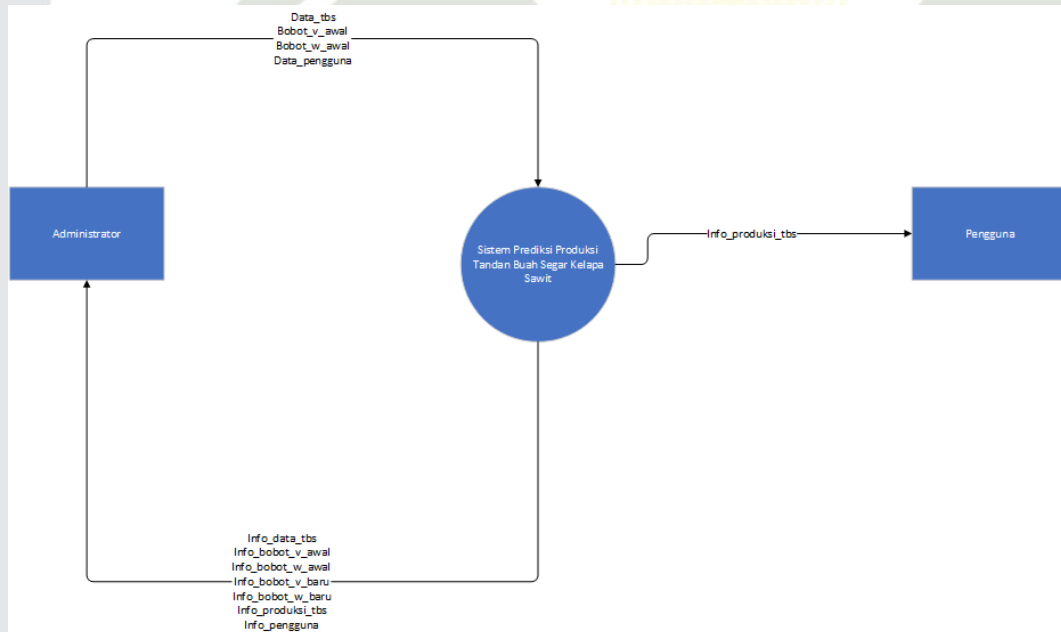 Data_tbs
Bobot_v_awal
Bobot_w_awal
Data_pengguna
Administrator
Sistem Prediksi Produksi
Tandan Buah Segar Kelapa
Sawit
Info_produksi_tbs
Pengguna
Info_data_tbs
Info_bobot_v_awal
Info_bobot_w_awal
Info_bobot_v_baru
Info_bobot_w_baru
Info_produksi_tbs
Info_pengguna